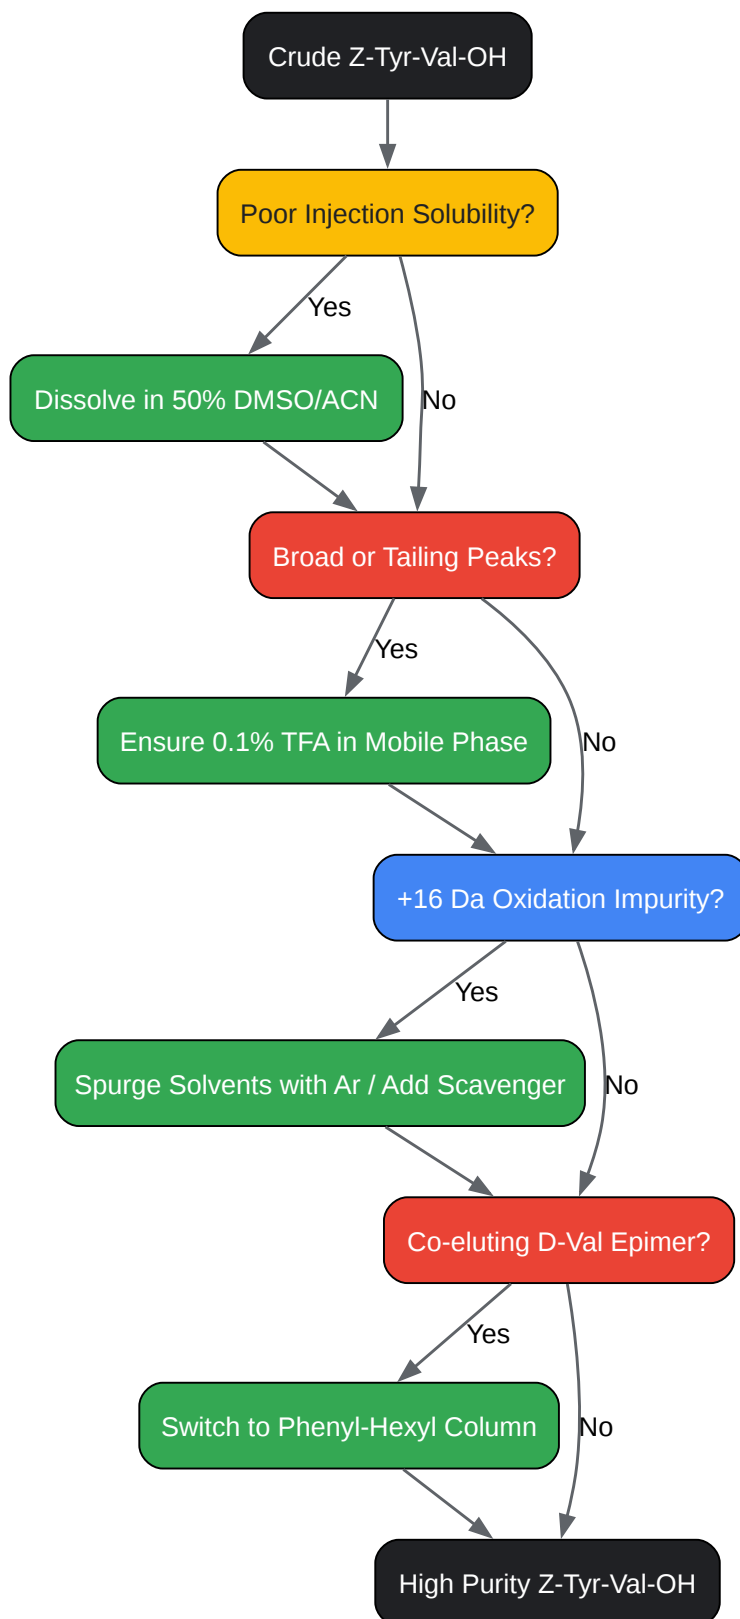 Crude Z-Tyr-Val-OH
Poor Injection Solubility?
Yes
Dissolve in 50% DMSO/ACN
No
Broad or Tailing Peaks?
Yes
Ensure 0.1% TFA in Mobile Phase
No
+16 Da Oxidation Impurity?
Yes
Spurge Solvents with Ar / Add Scavenger
No
Co-eluting D-Val Epimer?
Yes
Switch to Phenyl-Hexyl Column
No
High Purity Z-Tyr-Val-OH